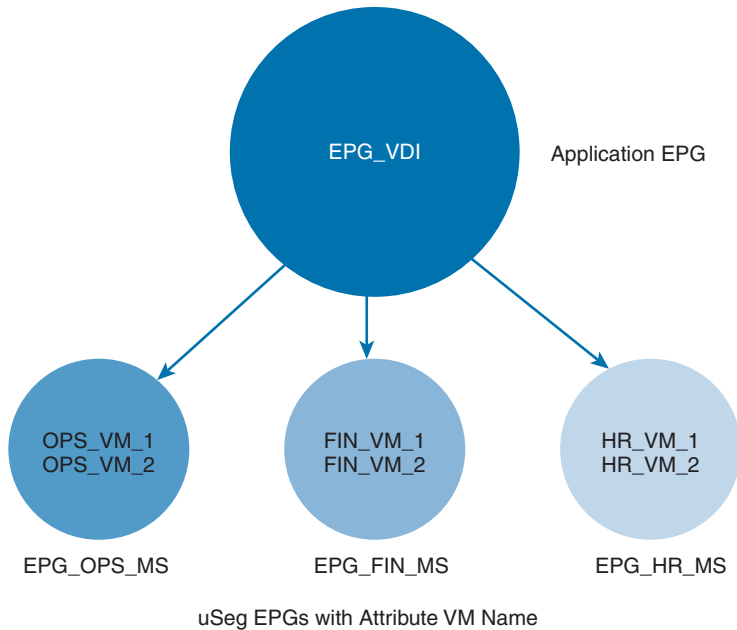 EPG_VDI
Application EPG
OPS_VM_1
OPS_VM_2
FIN_VM_1
FIN_VM_2
HR_VM_1
HR_VM_2
EPG_OPS_MS
EPG_FIN_MS
EPG_HR_MS
uSeg EPGs with Attribute VM Name